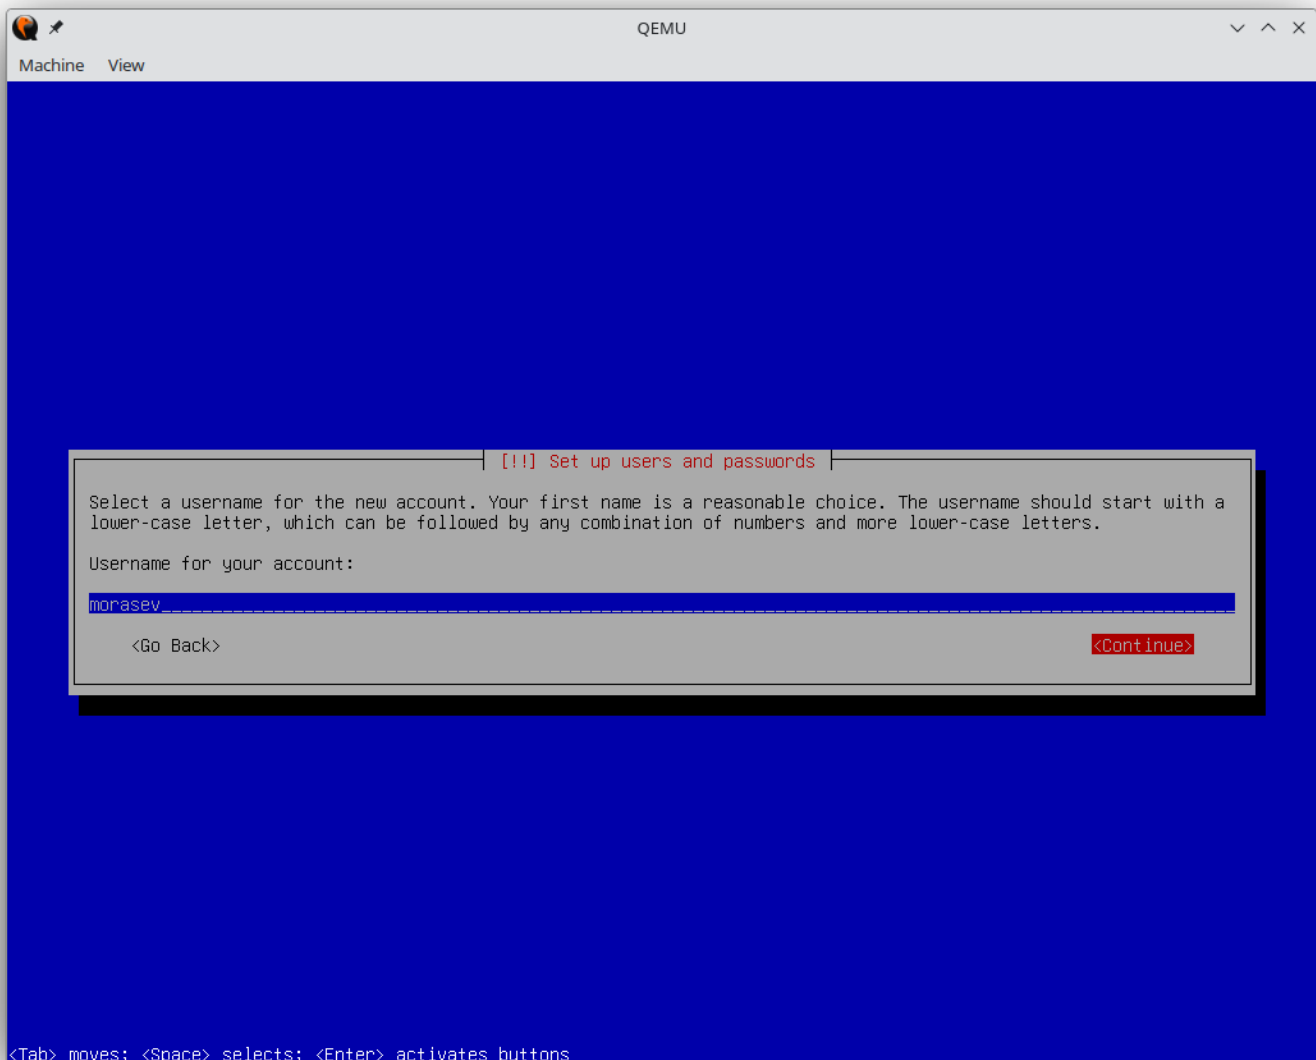 QEMU
Machine View
[!!] Set up users and passwords
Select a username for the new account. Your first name is a reasonable choice. The username should start with a
lower-case letter, which can be followed by any combination of numbers and more lower-case letters.
Username for your account:
morasev
<Go Back> <Continue>
<Tab> moves; <Space> selects; <Enter> activates buttons